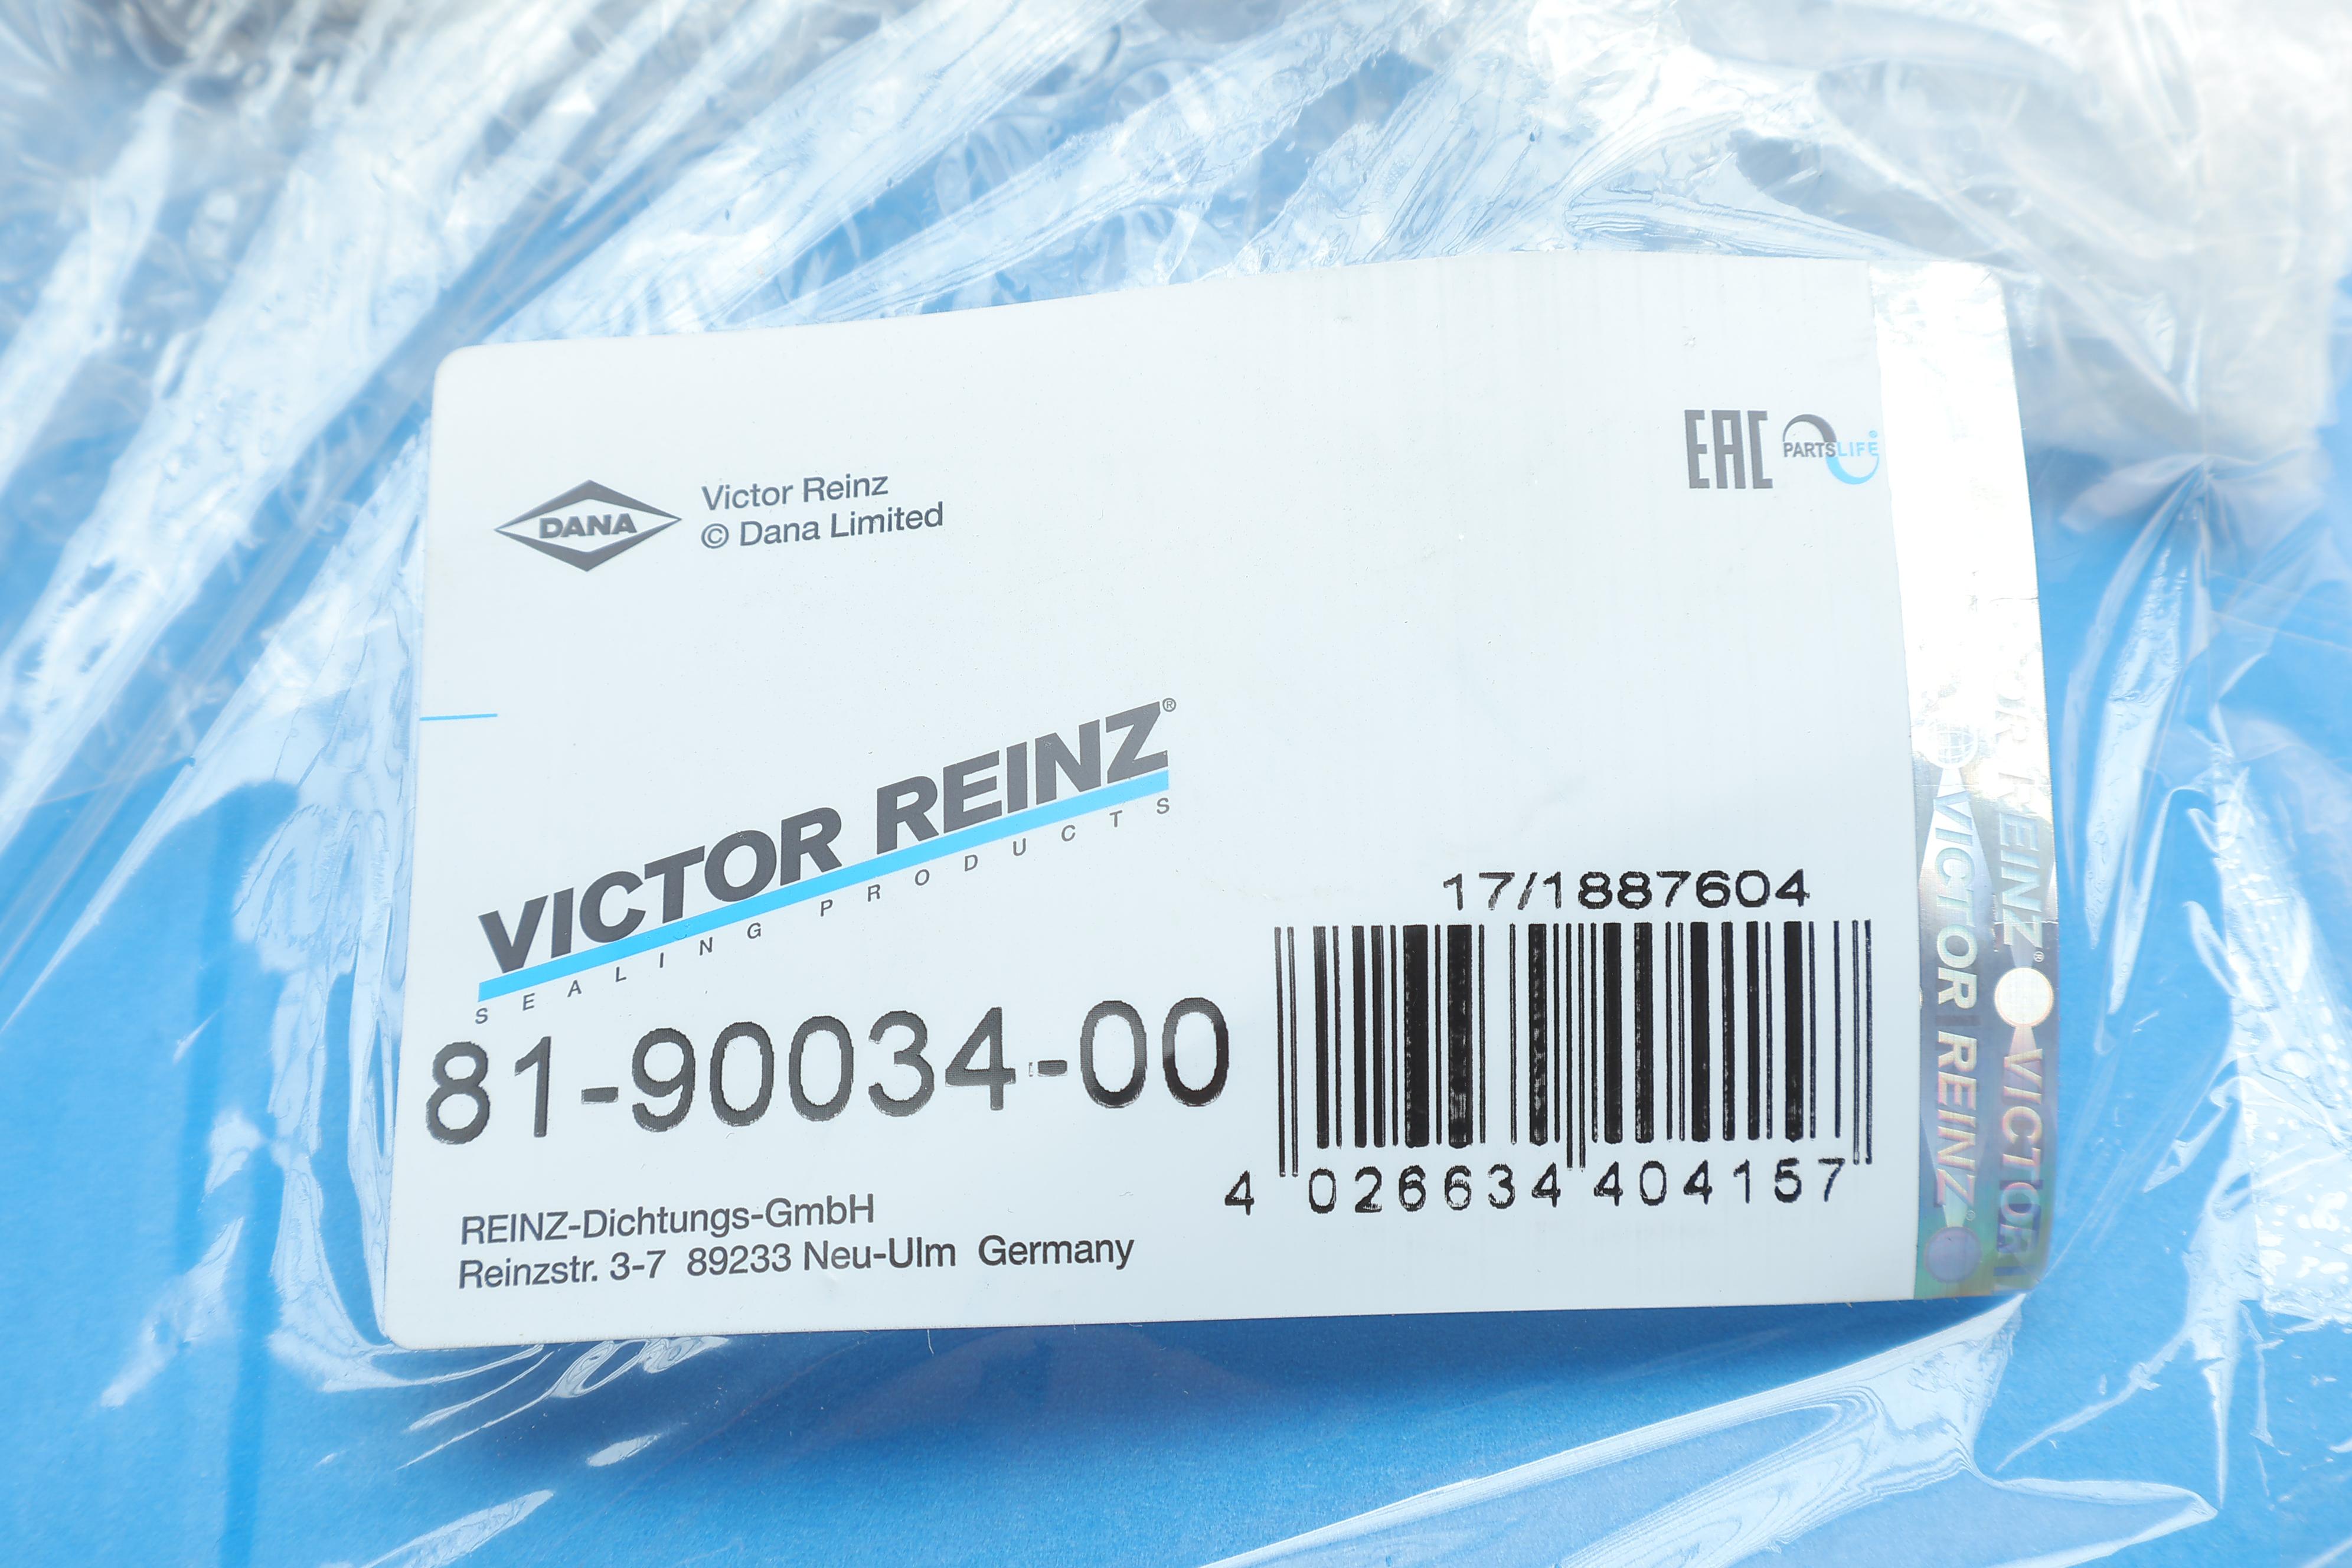 DANA
Victor Reinz
© Dana Limited
EAC
PARTSLIFE®
VICTOR REINZ®
SEALING PRODUCTS
17/1887604
81-90034-00
4 026634 404157
REINZ-Dichtungs-GmbH
Reinzstr. 3-7 89233 Neu-Ulm Germany
VICTOR REINZ®
OR REINZ®
VICTOR